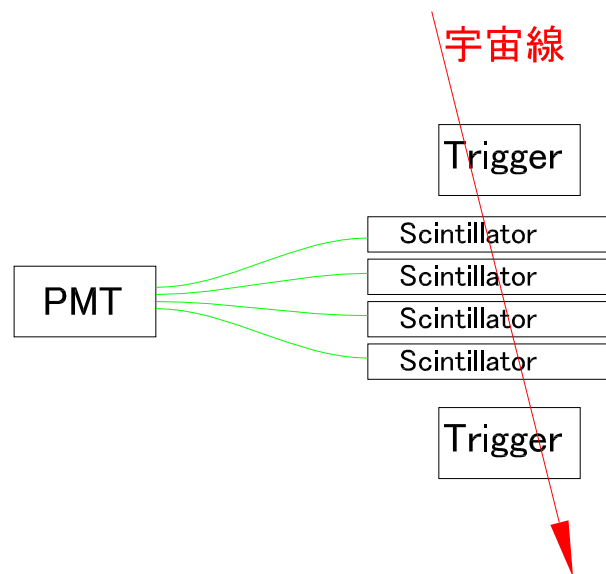 宇宙線
Trigger
Scintillator
Scintillator
PMT
Scintillator
Scintillator
Trigger